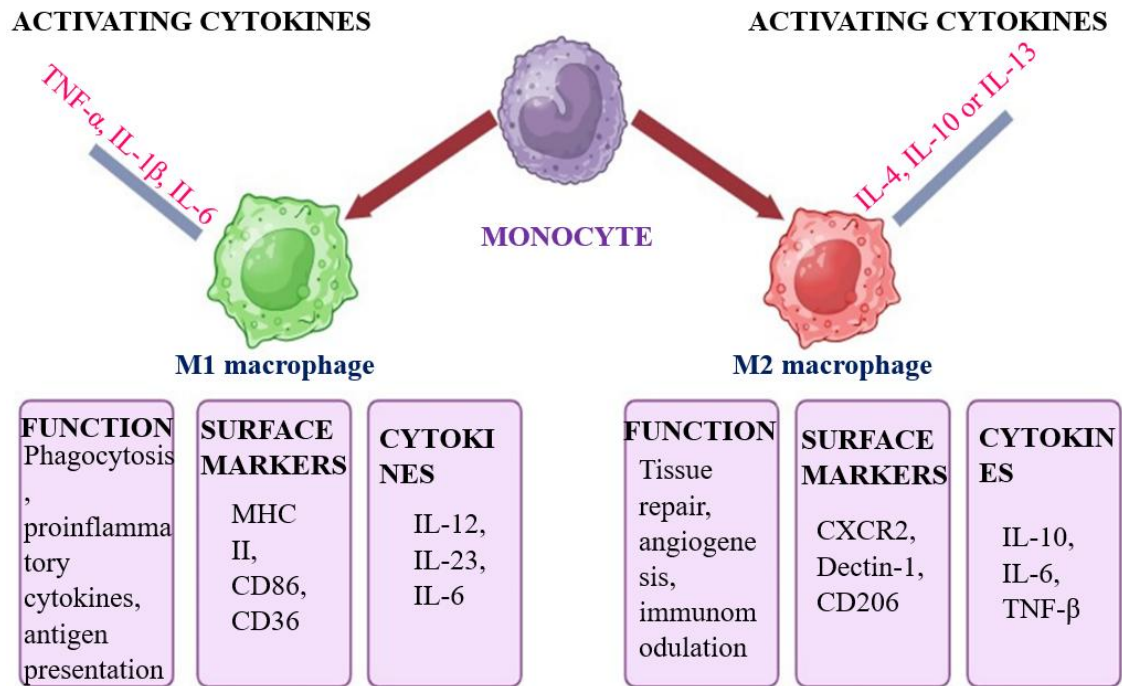 ACTIVATING CYTOKINES
ACTIVATING CYTOKINES
TNF-α, IL-1β, IL-6
IL-4, IL-10 or IL-13
MONOCYTE
M1 macrophage
M2 macrophage
FUNCTION
Phagocytosis
,
proinflamma
tory
cytokines,
antigen
presentation
SURFACE
MARKERS
MHC
II,
CD86,
CD36
CYTOKI
NES
IL-12,
IL-23,
IL-6
FUNCTION
Tissue
repair,
angiogene
sis,
immunom
odulation
SURFACE
MARKERS
CXCR2,
Dectin-1,
CD206
CYTOKIN
ES
IL-10,
IL-6,
TNF-β